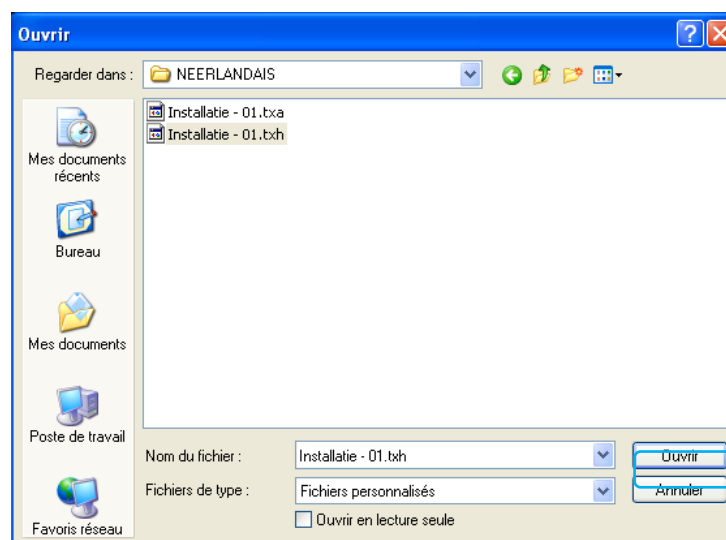 Ouvrir
Regarder dans :
NEERLANDAIS
Installatie - 01.txa
Installatie - 01.txh
Mes documents
récents
Bureau
Mes documents
Poste de travail
Favoris réseau
Nom du fichier :
Installatie - 01.txh
Ouvrir
Fichiers de type :
Fichiers personnalisés
Annuler
Ouvrir en lecture seule